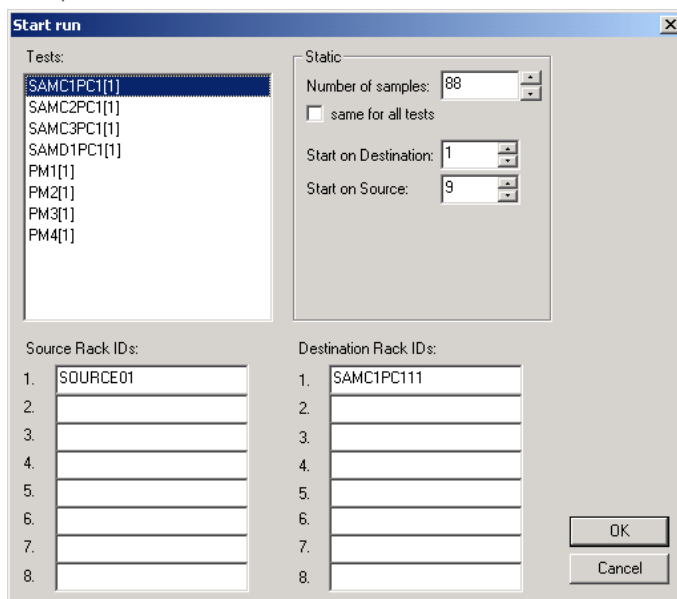 Start run
Tests:
SAMC1PC1[1]
SAMC2PC1[1]
SAMC3PC1[1]
SAMD1PC1[1]
PM1[1]
PM2[1]
PM3[1]
PM4[1]
Static
Number of samples: 88
same for all tests
Start on Destination: 1
Start on Source: 9
Source Rack IDs:
1. SOURCE01
2.
3.
4.
5.
6.
7.
8.
Destination Rack IDs:
1. SAMC1PC111
2.
3.
4.
5.
6.
7.
8.
OK
Cancel